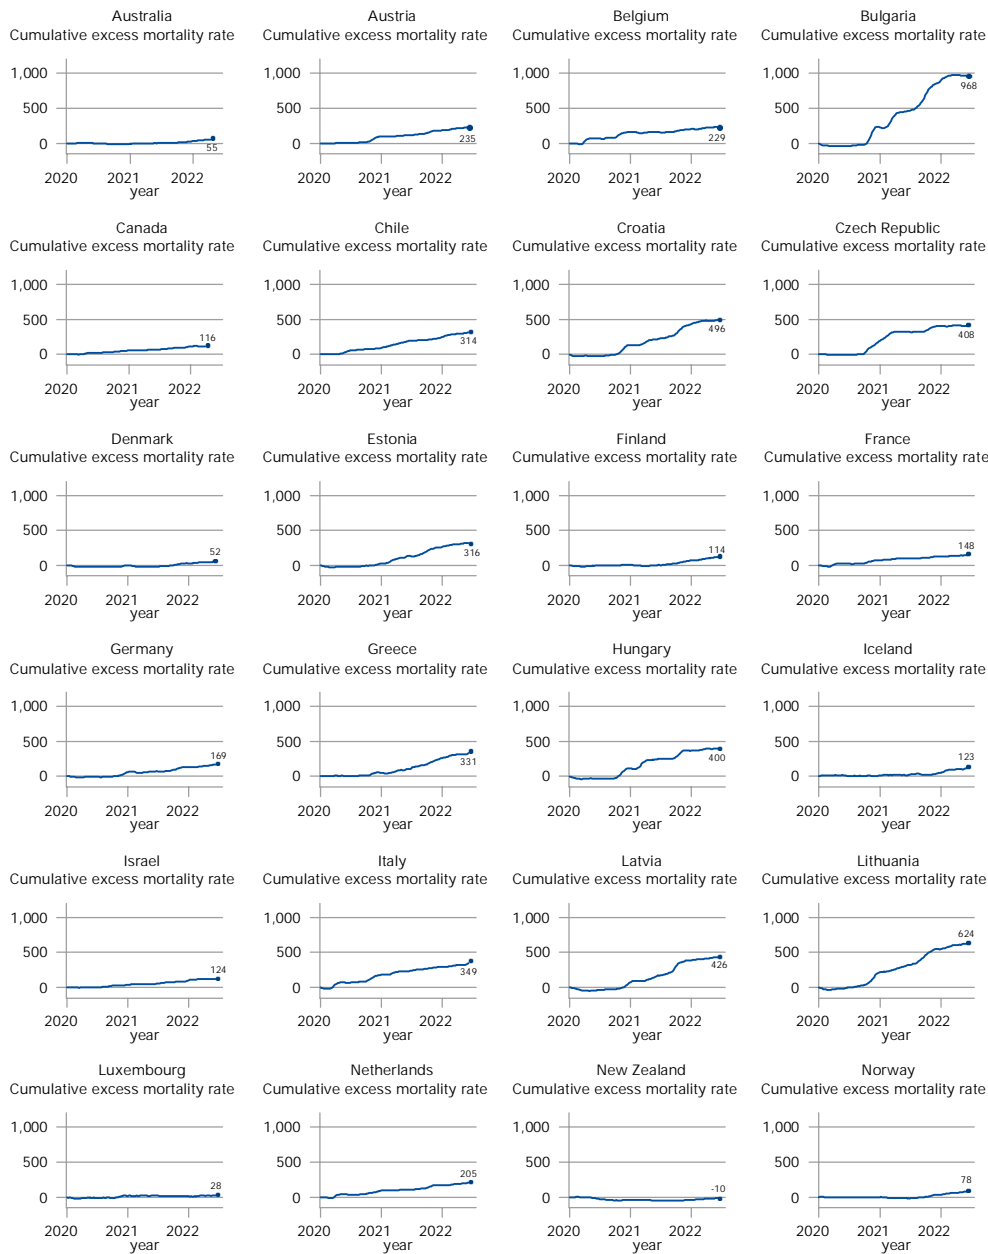 Australia Austria Belgium Bulgaria
Cumulative excess mortality rate Cumulative excess mortality rate Cumulative excess mortality rate Cumulative excess mortality rate
1,000 1,000 1,000 1,000
968
500 500 500 500
235 229
0 0 0 0
55
2020 2021 2022 2020 2021 2022 2020 2021 2022 2020 2021 2022
year year year year
Canada Chile Croatia Czech Republic
Cumulative excess mortality rate Cumulative excess mortality rate Cumulative excess mortality rate Cumulative excess mortality rate
1,000 1,000 1,000 1,000
500 500 500 500
116 314 496 408
0 0 0 0
2020 2021 2022 2020 2021 2022 2020 2021 2022 2020 2021 2022
year year year year
Denmark Estonia Finland France
Cumulative excess mortality rate Cumulative excess mortality rate Cumulative excess mortality rate Cumulative excess mortality rate
1,000 1,000 1,000 1,000
500 500 500 500
52 316 114 148
0 0 0 0
2020 2021 2022 2020 2021 2022 2020 2021 2022 2020 2021 2022
year year year year
Germany Greece Hungary Iceland
Cumulative excess mortality rate Cumulative excess mortality rate Cumulative excess mortality rate Cumulative excess mortality rate
1,000 1,000 1,000 1,000
500 500 500 500
169 331 400 123
0 0 0 0
2020 2021 2022 2020 2021 2022 2020 2021 2022 2020 2021 2022
year year year year
Israel Italy Latvia Lithuania
Cumulative excess mortality rate Cumulative excess mortality rate Cumulative excess mortality rate Cumulative excess mortality rate
1,000 1,000 1,000 1,000
624
500 500 500 500
124 349 426
0 0 0 0
2020 2021 2022 2020 2021 2022 2020 2021 2022 2020 2021 2022
year year year year
Luxembourg Netherlands New Zealand Norway
Cumulative excess mortality rate Cumulative excess mortality rate Cumulative excess mortality rate Cumulative excess mortality rate
1,000 1,000 1,000 1,000
500 500 500 500
28 205 -10 78
0 0 0 0
2020 2021 2022 2020 2021 2022 2020 2021 2022 2020 2021 2022
year year year year